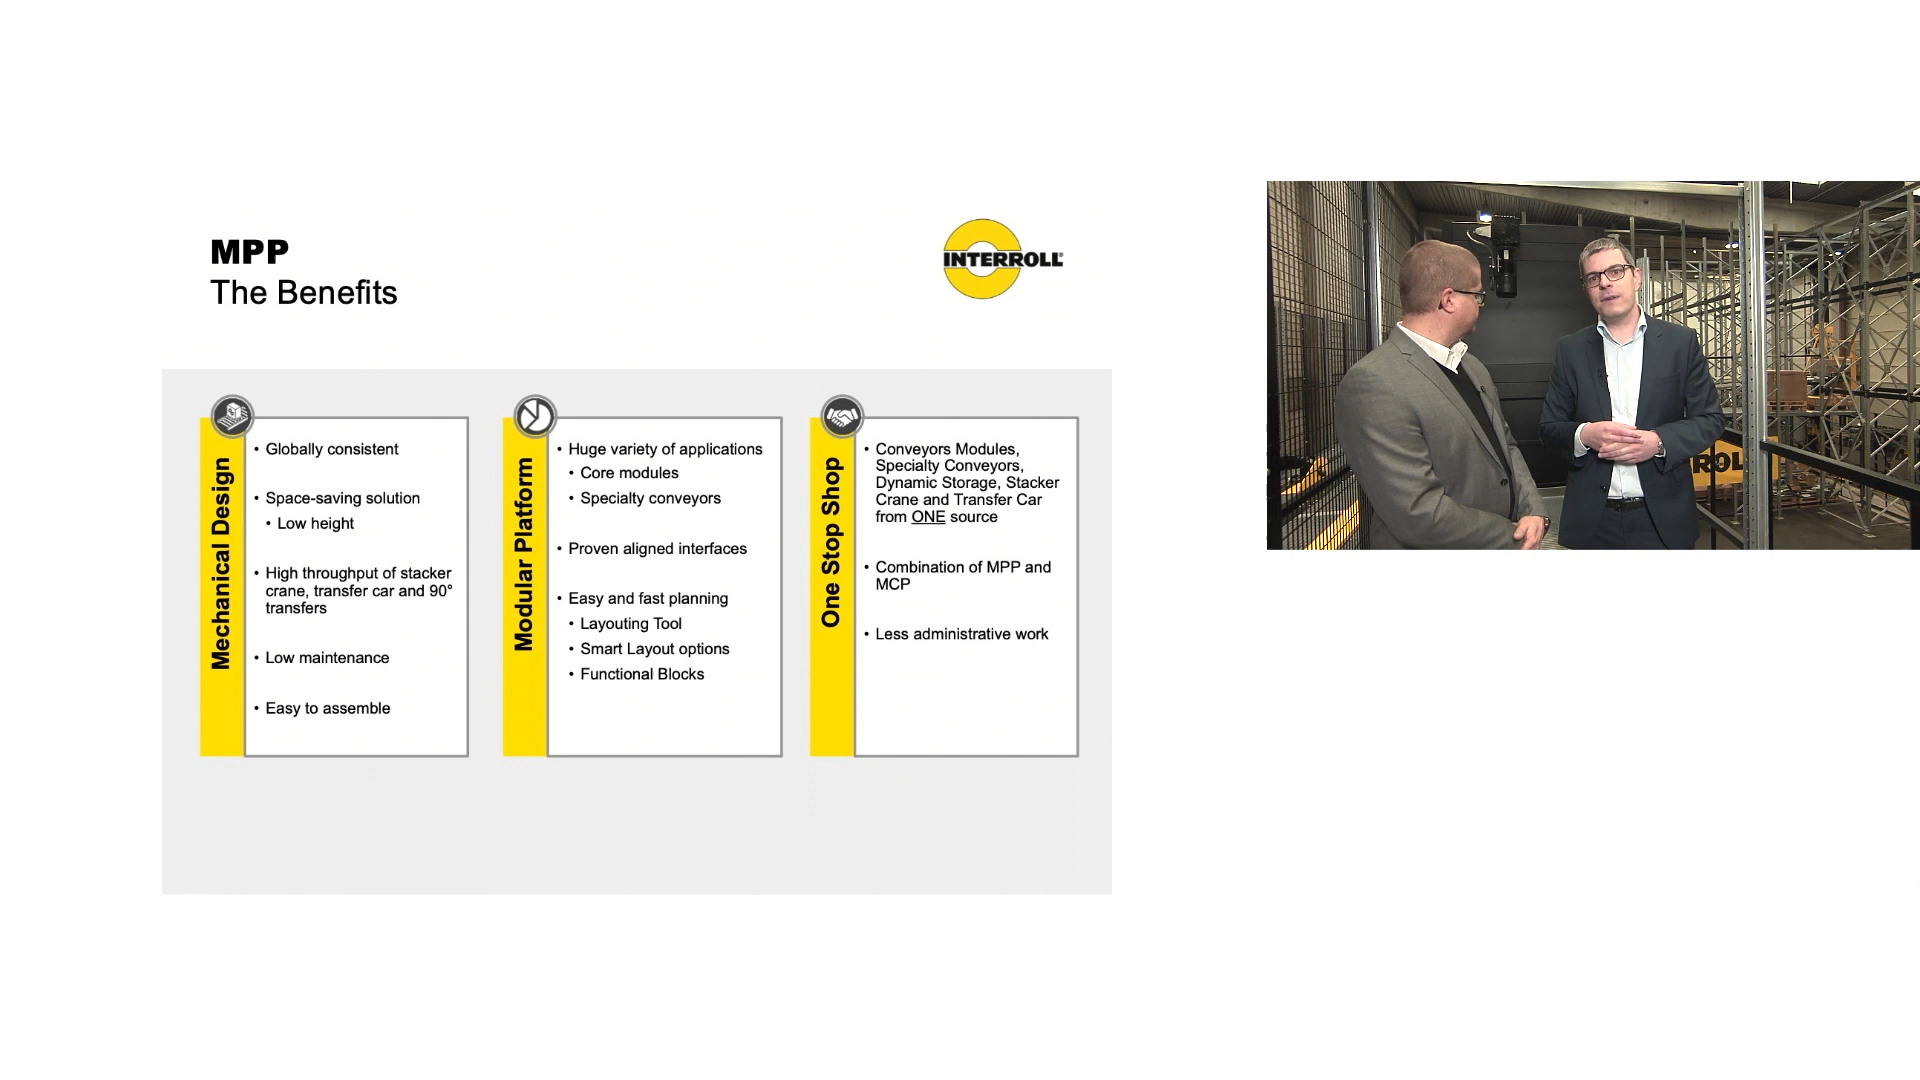 MPP
The Benefits
INTERROLL
Mechanical Design
• Globally consistent
• Space-saving solution
• Low height
• High throughput of stacker
crane, transfer car and 90°
transfers
• Low maintenance
• Easy to assemble
Modular Platform
• Huge variety of applications
• Core modules
• Specialty conveyors
• Proven aligned interfaces
• Easy and fast planning
• Layouting Tool
• Smart Layout options
• Functional Blocks
One Stop Shop
• Conveyors Modules,
Specialty Conveyors,
Dynamic Storage, Stacker
Crane and Transfer Car
from ONE source
• Combination of MPP and
MCP
• Less administrative work
ROL